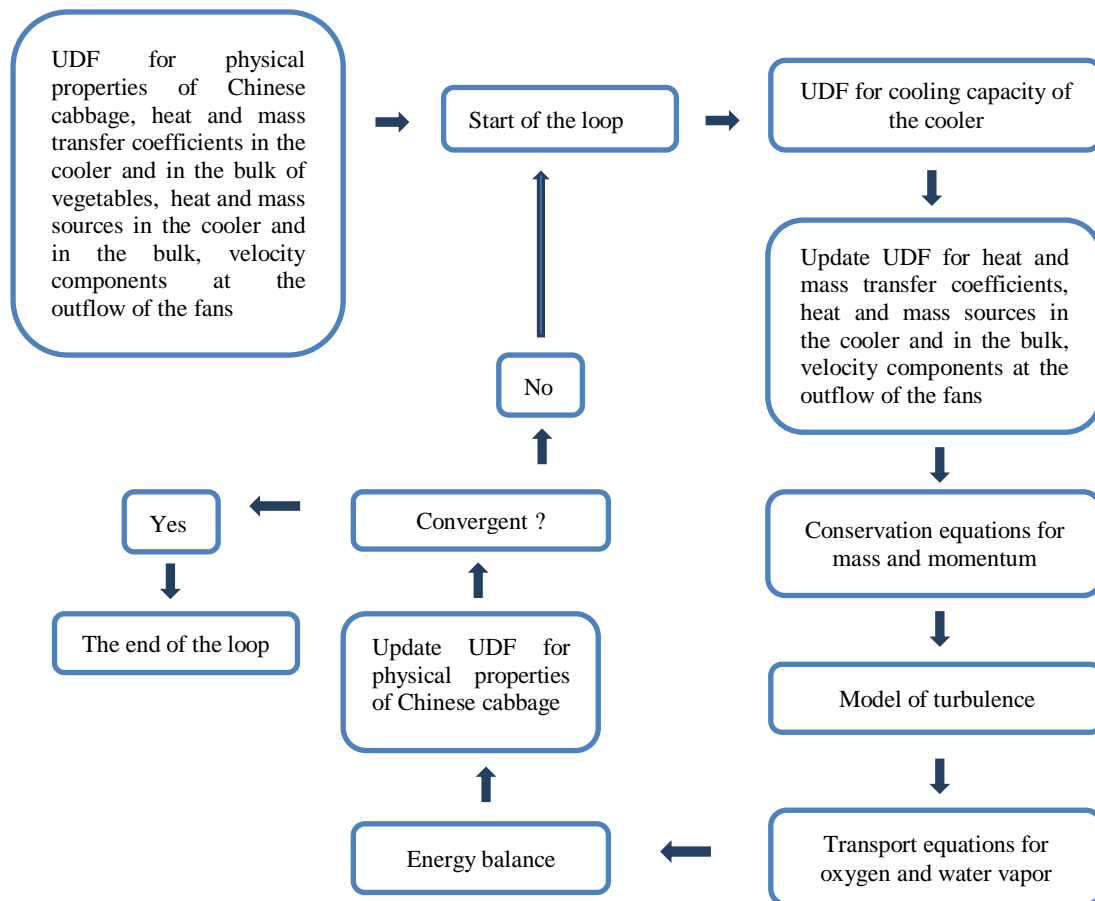 UDF for physical
properties of Chinese
cabbage, heat and mass
transfer coefficients in the
cooler and in the bulk of
vegetables, heat and mass
sources in the cooler and
in the bulk, velocity
components at the
outflow of the fans
Start of the loop
UDF for cooling capacity of
the cooler
Update UDF for heat and
mass transfer coefficients,
heat and mass sources in
the cooler and in the bulk,
velocity components at the
outflow of the fans
Conservation equations for
mass and momentum
Model of turbulence
Transport equations for
oxygen and water vapor
Energy balance
Update UDF for
physical properties
of Chinese cabbage
Convergent ?
No
Yes
The end of the loop